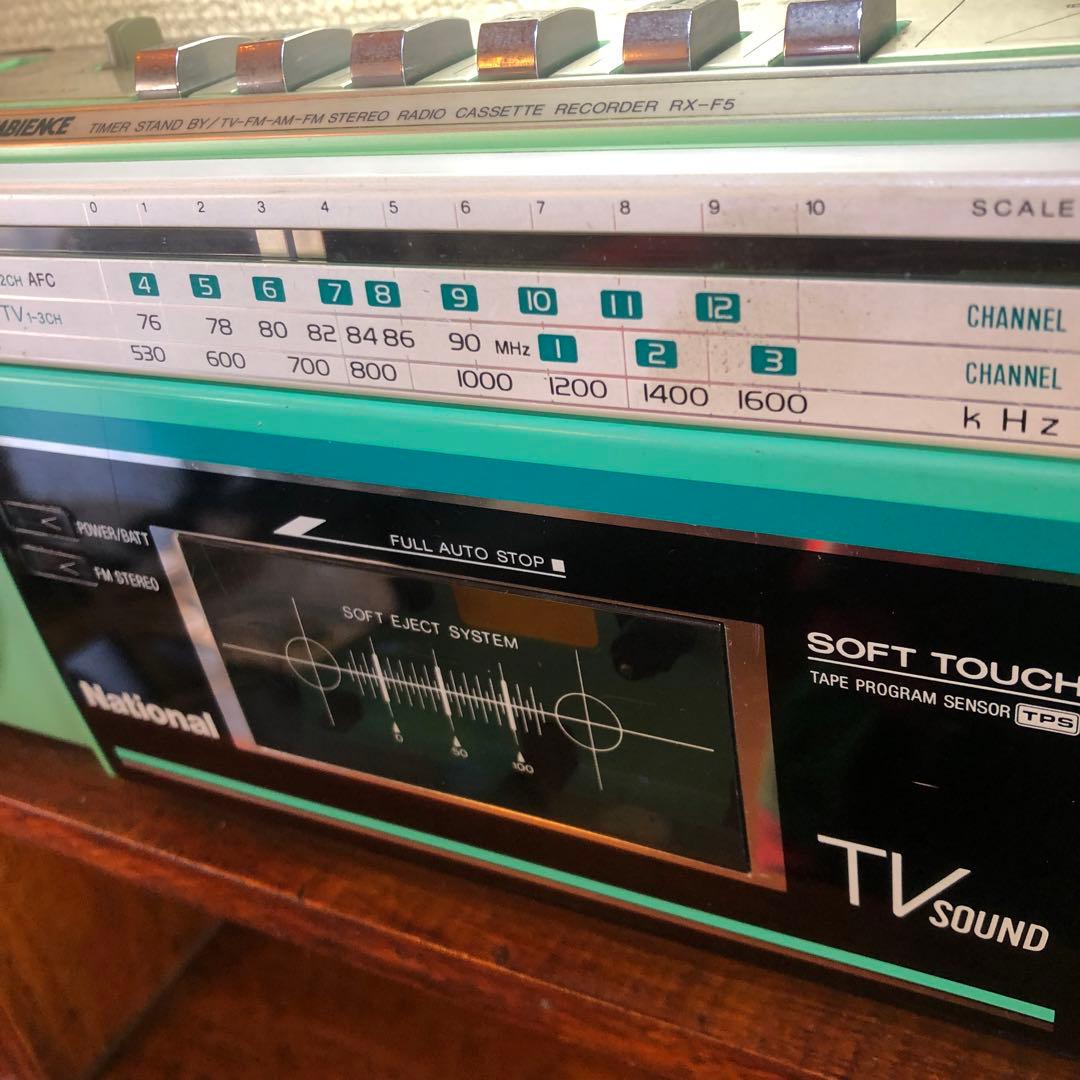 TIMER STAND BY/TV-FM-AM-FM STEREO RADIO CASSETTE RECORDER RX-F5
0 1 2 3 4 5 6 7 8 9 10 SCALE
2CH AFC 4 5 6 7 8 9 10 11 12 CHANNEL
TV 1-3CH 76 78 80 82 84 86 90 MHz 1 2 3 CHANNEL
530 600 700 800 1000 1200 1400 1600 kHz
POWER/BATT
FM STEREO
FULL AUTO STOP
SOFT EJECT SYSTEM
0 50 100
National
SOFT TOUCH
TAPE PROGRAM SENSOR TPS
TV SOUND